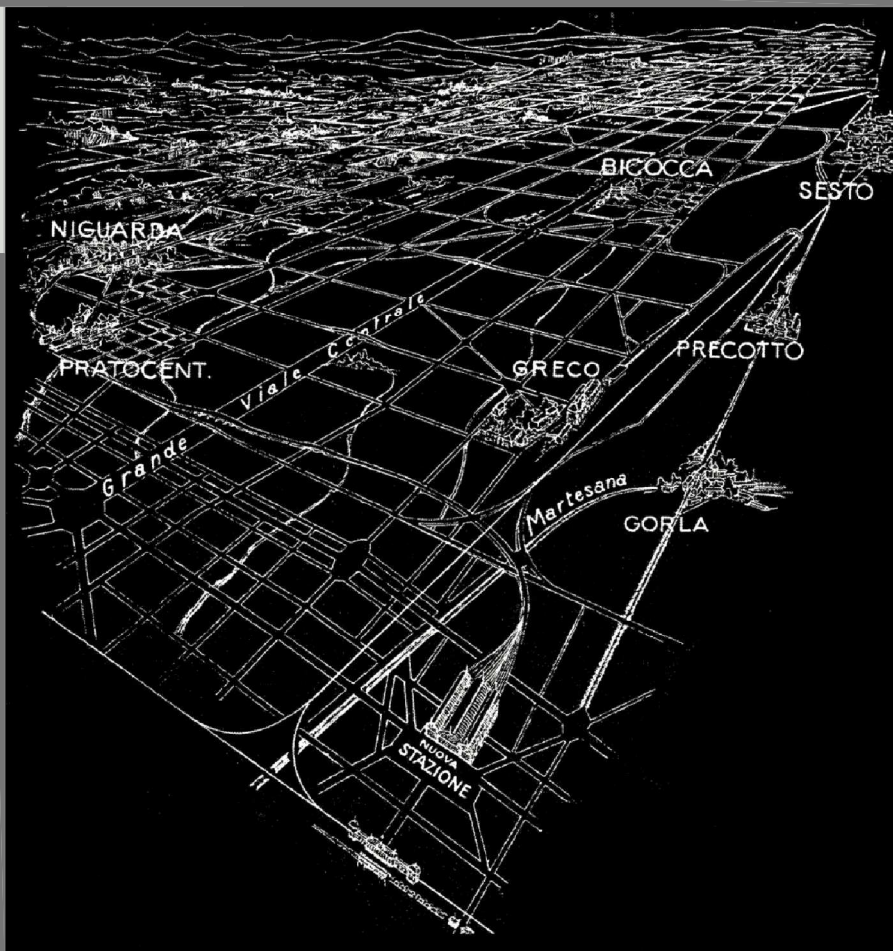 BICOCCA
SESTO
NIGUARDA
Grande Viale Centrale
PRATOCENT.
GRECO
PRECOTTO
Martesana
GORLA
NUOVA
STAZIONE